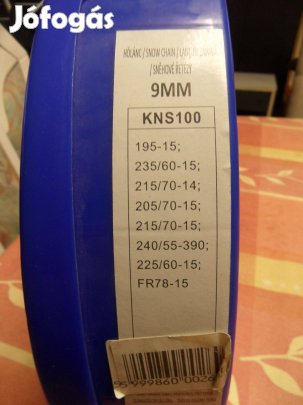 Jófogás
HÓLÁNC / SNOW CHAIN /
/ SNĚHOVÉ ŘETĚZY
9MM
KNS100
195-15;
235/60-15;
215/70-14;
205/70-15;
215/70-15;
240/55-390;
225/60-15;
FR78-15